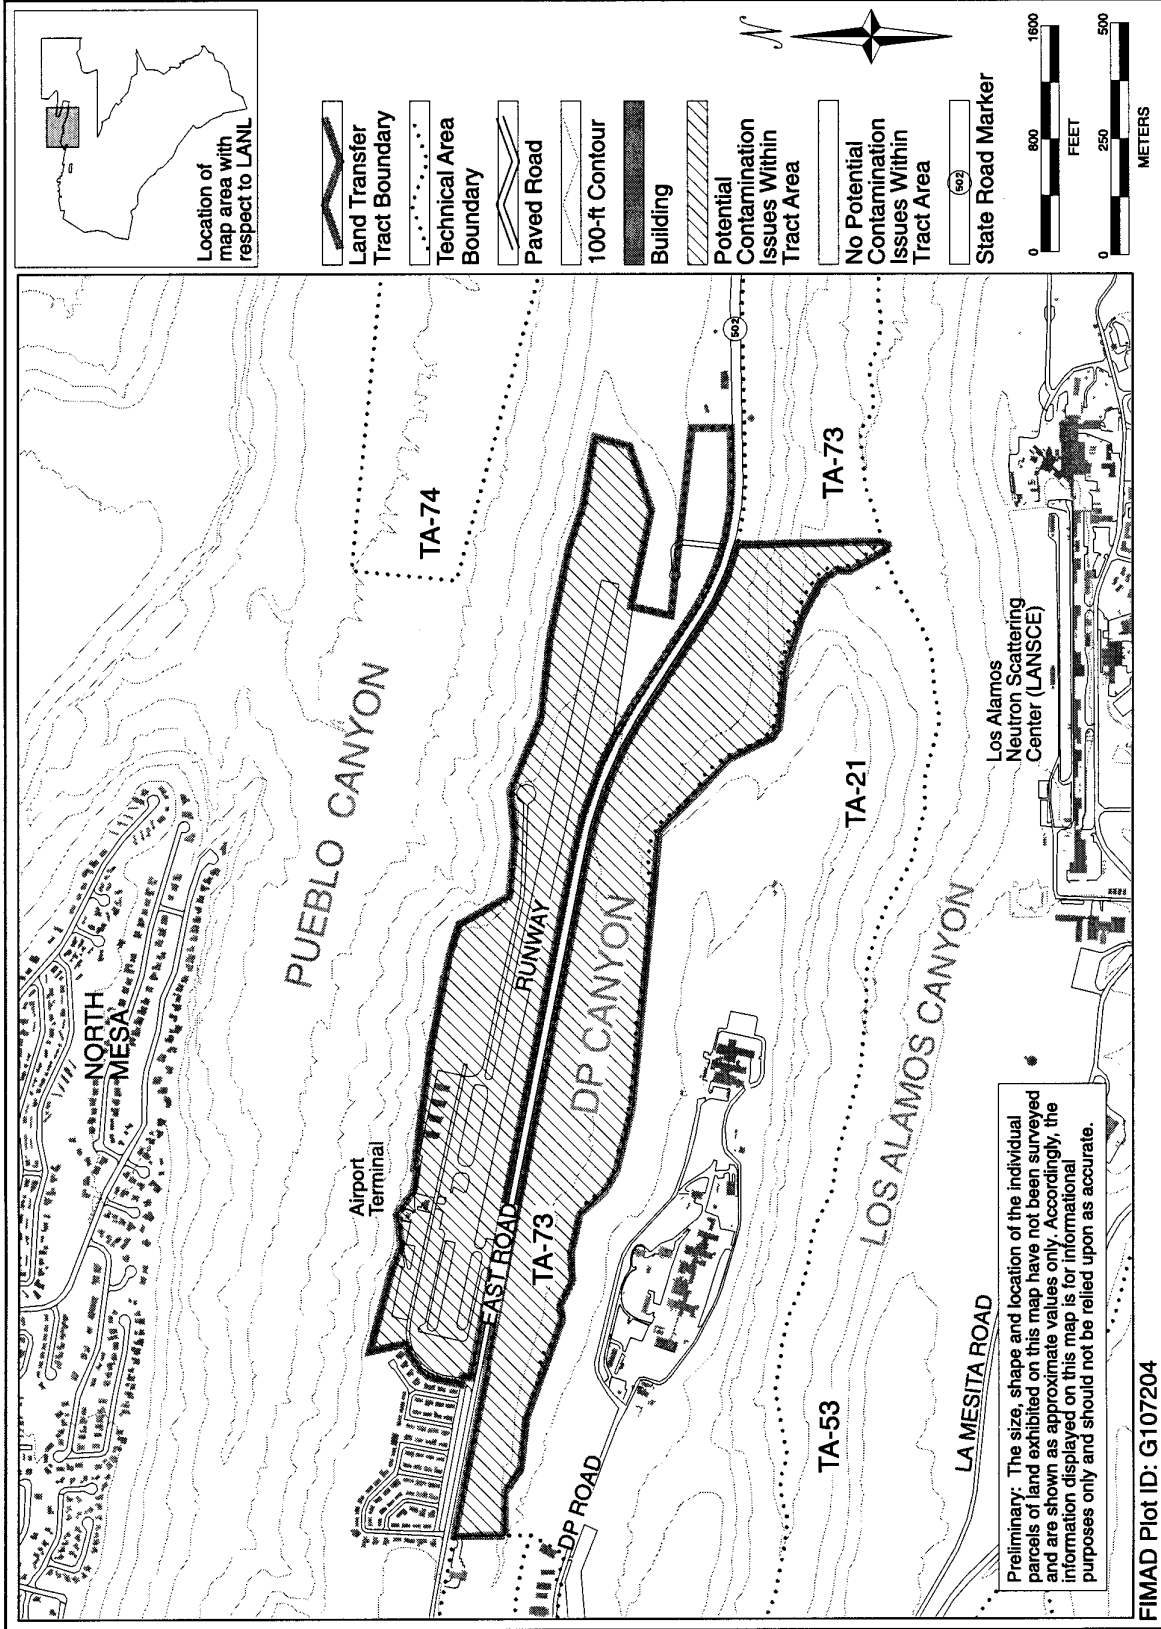 NORTH
MESA
PUEBLO CANYON
TA-74
Airport
Terminal
RUNWAY
EAST ROAD
TA-73
DP CANYON
502
TA-73
DP ROAD
TA-21
TA-53
LOS ALAMOS CANYON
LA MESITA ROAD
Los Alamos
Neutron Scattering
Center (LANSCE)
Preliminary: The size, shape and location of the individual
parcels of land exhibited on this map have not been surveyed
and are shown as approximate values only. Accordingly, the
information displayed on this map is for informational
purposes only and should not be relied upon as accurate.
FIMAD Plot ID: G107204
Location of
map area with
respect to LANL
Land Transfer
Tract Boundary
Technical Area
Boundary
Paved Road
100-ft Contour
Building
Potential
Contamination
Issues Within
Tract Area
No Potential
Contamination
Issues Within
Tract Area
502
State Road Marker
N
0 800 1600
FEET
0 250 500
METERS